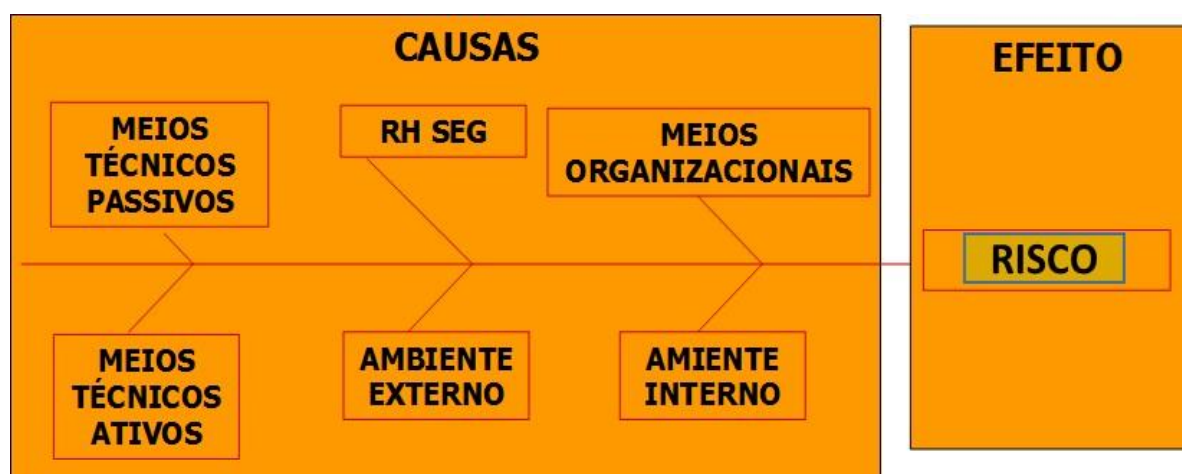 CAUSAS
MEIOS
TÉCNICOS
PASSIVOS
RH SEG
MEIOS
ORGANIZACIONAIS
MEIOS
TÉCNICOS
ATIVOS
AMBIENTE
EXTERNO
AMIENTE
INTERNO
EFEITO
RISCO